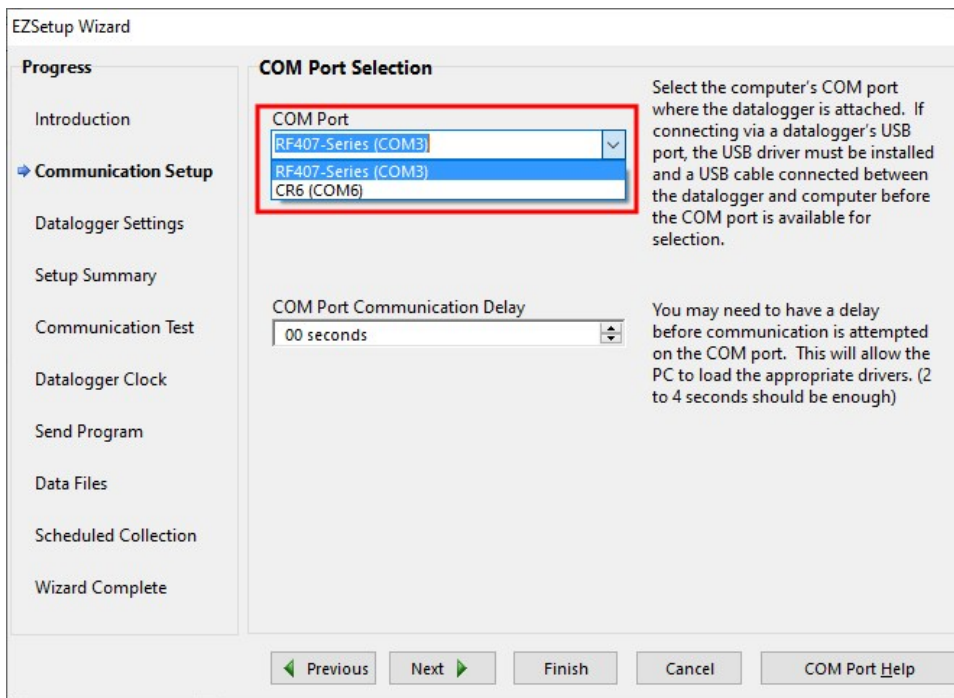 EZSetup Wizard
Progress
Introduction
Communication Setup
Datalogger Settings
Setup Summary
Communication Test
Datalogger Clock
Send Program
Data Files
Scheduled Collection
Wizard Complete
COM Port Selection
COM Port
RF407-Series (COM3)
RF407-Series (COM3)
CR6 (COM6)
Select the computer's COM port
where the datalogger is attached. If
connecting via a datalogger's USB
port, the USB driver must be installed
and a USB cable connected between
the datalogger and computer before
the COM port is available for
selection.
COM Port Communication Delay
00 seconds
You may need to have a delay
before communication is attempted
on the COM port. This will allow the
PC to load the appropriate drivers. (2
to 4 seconds should be enough)
Previous
Next
Finish
Cancel
COM Port Help